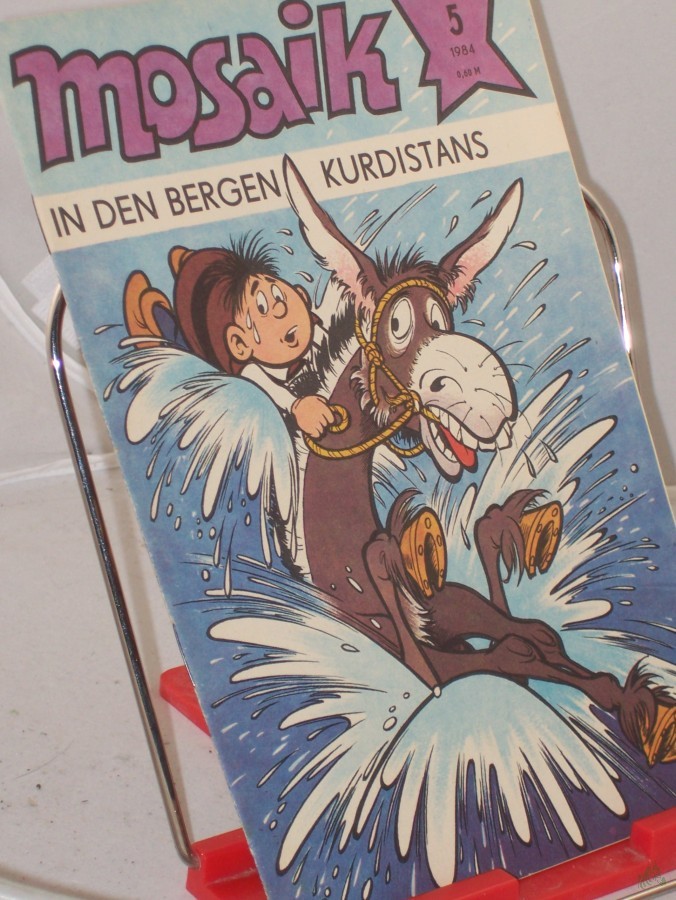 mosaik
5
1984
0,60 M
IN DEN BERGEN KURDISTANS